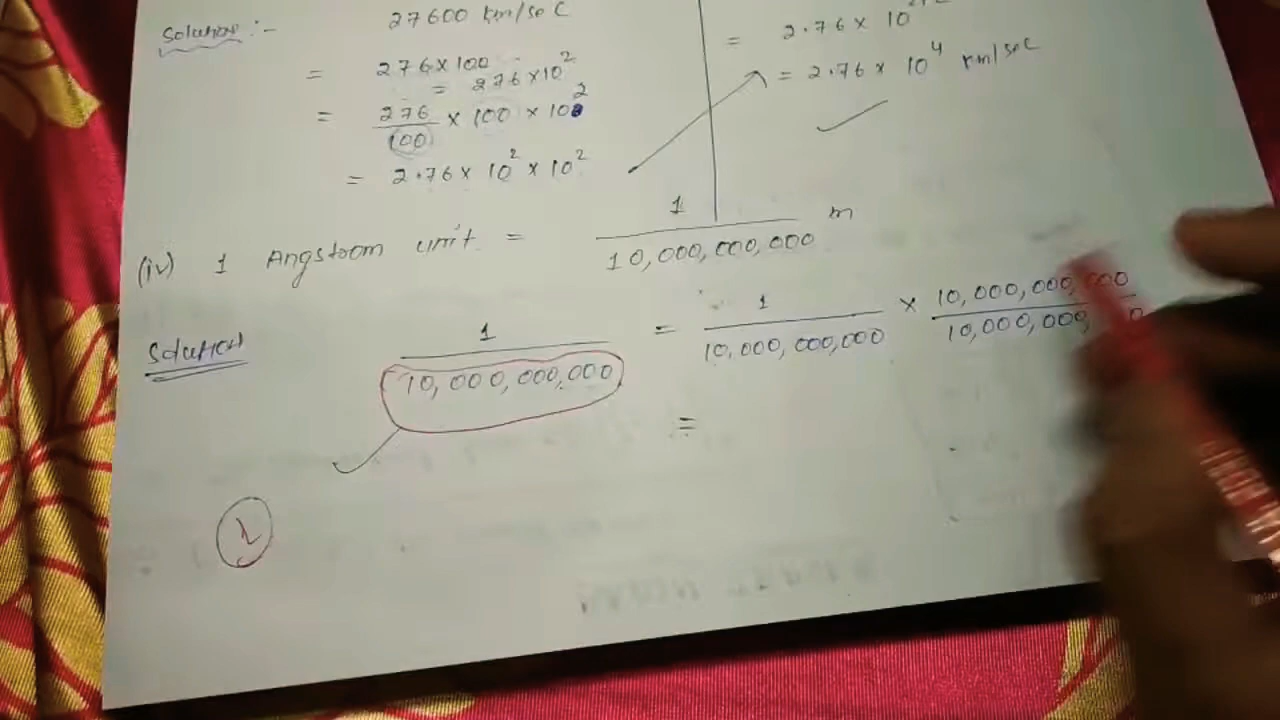 Solution :- 27600 km/sec
= 276 x 100
= 276 x 10^2
= 276/100 x 100 x 10^2
= 2.76 x 10^2 x 10^2
= 2.76 x 10
= 2.76 x 10^4 km/sec
(iv) 1 Angstrom unit = 1/10,000,000,000 m
Solution 1/10,000,000,000 = 1/10,000,000,000 x 10,000,000,000/10,000,000,
=